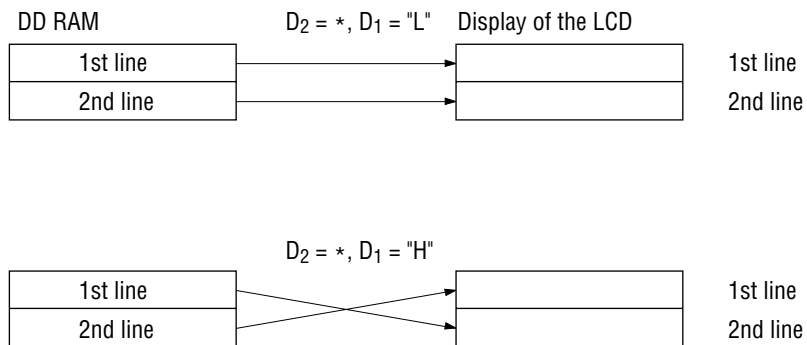 DD RAM D₂ = *, D₁ = "L" Display of the LCD
1st line 1st line
2nd line 2nd line
D₂ = *, D₁ = "H"
1st line 1st line
2nd line 2nd line